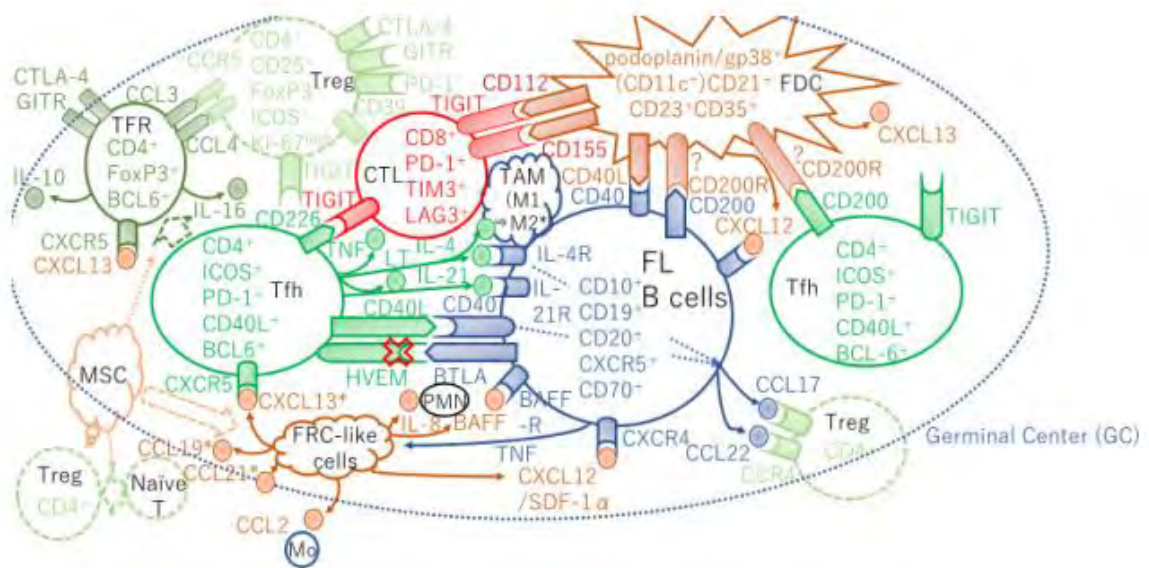 CTLA-4
GITR
PD-1
CCR5
CD4⁺
CD25⁺
FoxP3
ICOS
Ki-67
Treg
CD39
TIGIT
CTLA-4
GITR
CCL3
CCL4
TFR
CD4⁺
FoxP3⁺
BCL6⁺
IL-10
IL-16
CXCR5
CXCL13
TIGIT
CD112
CD155
CTL
CD8⁺
PD-1⁺
TIM3⁺
LAG3⁺
TIGIT
CD226
podoplanin/gp38⁺
(CD11c⁺)CD21⁻
CD23⁺CD35⁺
FDC
CXCL13
TAM
(M1
→M2*)
CD40L
CD40
?
CD200R
CD200
CXCL12
?
CD200R
CD200
TIGIT
CD4⁺
ICOS⁺
PD-1⁻
CD40L⁺
BCL6⁺
Tfh
TNF
LT
IL-4
IL-21
IL-4R
IL-
21R
CD40L
CD40
HVEM
BTLA
FL
B cells
CD10⁺
CD19⁺
CD20⁺
CXCR5⁺
CD70⁻
Tfh
CD4⁻
ICOS⁺
PD-1⁻
CD40L⁺
BCL-6⁺
MSC
CXCR5
CXCL13*
PMN
IL-8
BAFF
BAFF
-R
TNF
CXCR4
CCL17
CCL22
CCR4
Treg
CD4
Germinal Center (GC)
CCL19*
CCL21*
FRC-like
cells
CXCL12
/SDF-1α
CCL2
Mo
Treg
CD4⁻
Naïve
T